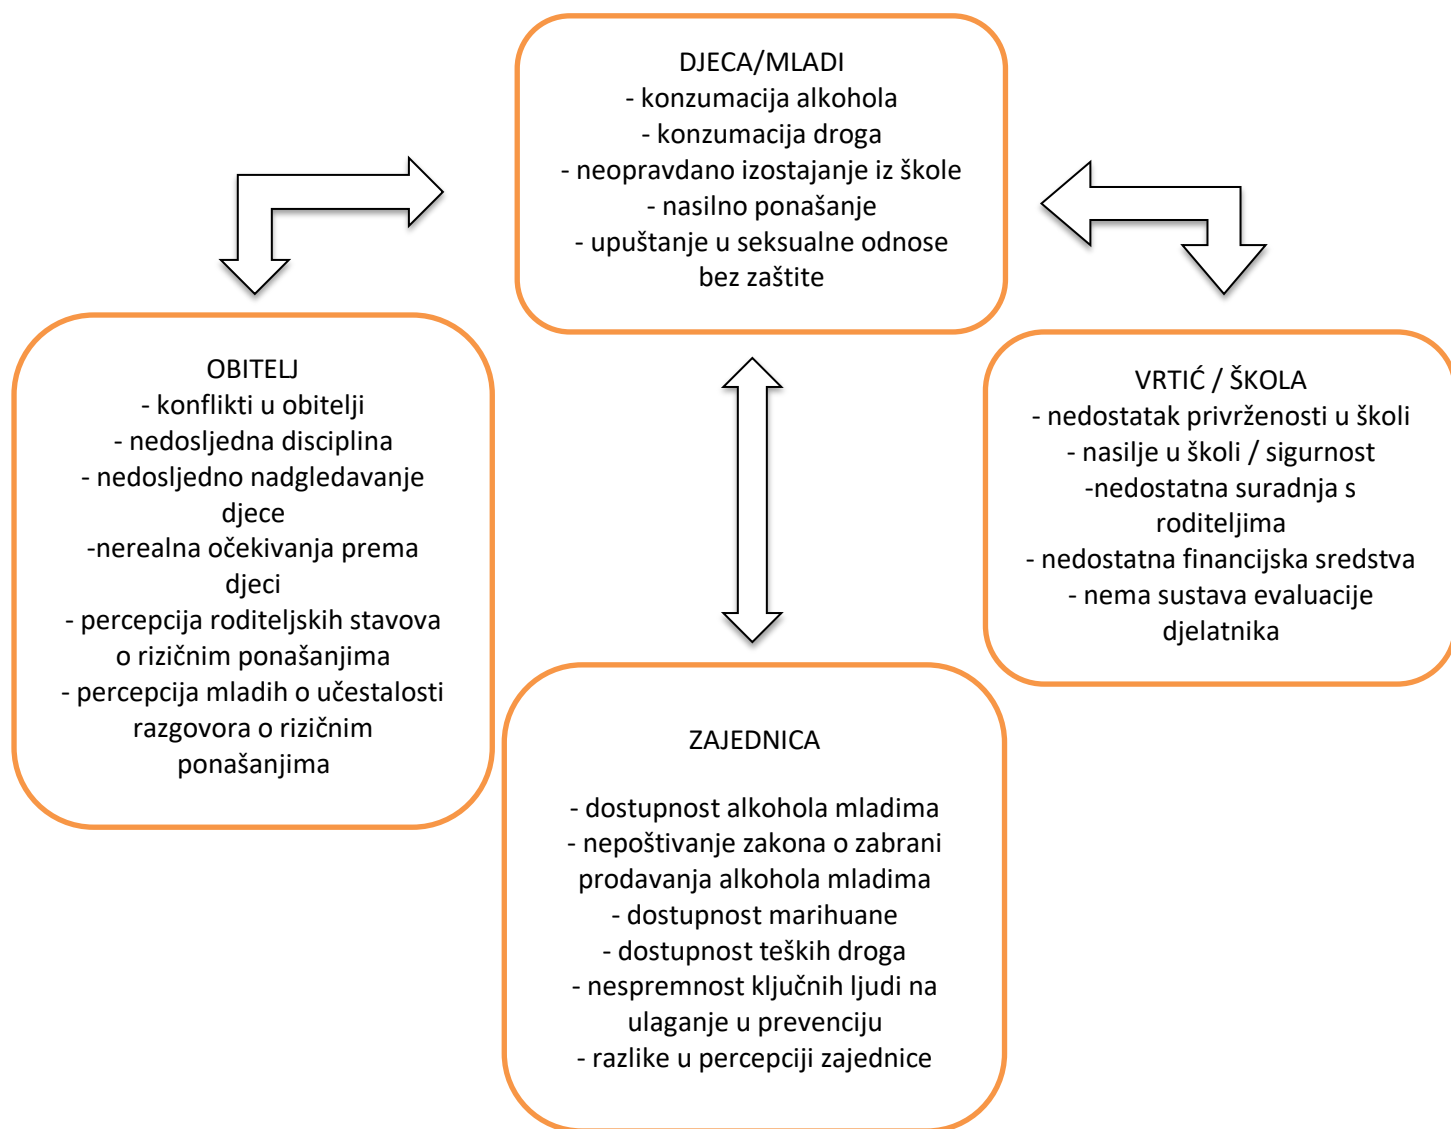 DJECA/MLADI
- konzumacija alkohola
- konzumacija droga
- neopravdano izostajanje iz škole
- nasilno ponašanje
- upuštanje u seksualne odnose
bez zaštite
OBITELJ
- konflikti u obitelji
- nedosljedna disciplina
- nedosljedno nadgledavanje
djece
-nerealna očekivanja prema
djeci
- percepcija roditeljskih stavova
o rizičnim ponašanjima
- percepcija mladih o učestalosti
razgovora o rizičnim
ponašanjima
VRTIĆ / ŠKOLA
- nedostatak privrženosti u školi
- nasilje u školi / sigurnost
-nedostatna suradnja s
roditeljima
- nedostatna financijska sredstva
- nema sustava evaluacije
djelatnika
ZAJEDNICA
- dostupnost alkohola mladima
- nepoštivanje zakona o zabrani
prodavanja alkohola mladima
- dostupnost marihuane
- dostupnost teških droga
- nespremnost ključnih ljudi na
ulaganje u prevenciju
- razlike u percepciji zajednice